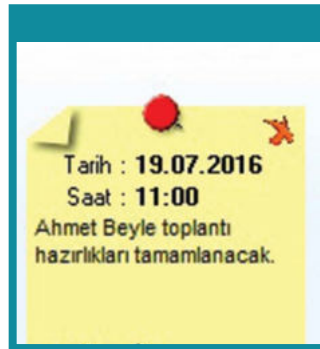 Tarih : 19.07.2016
Saat : 11:00
Ahmet Beyle toplantı
hazırlıkları tamamlanacak.